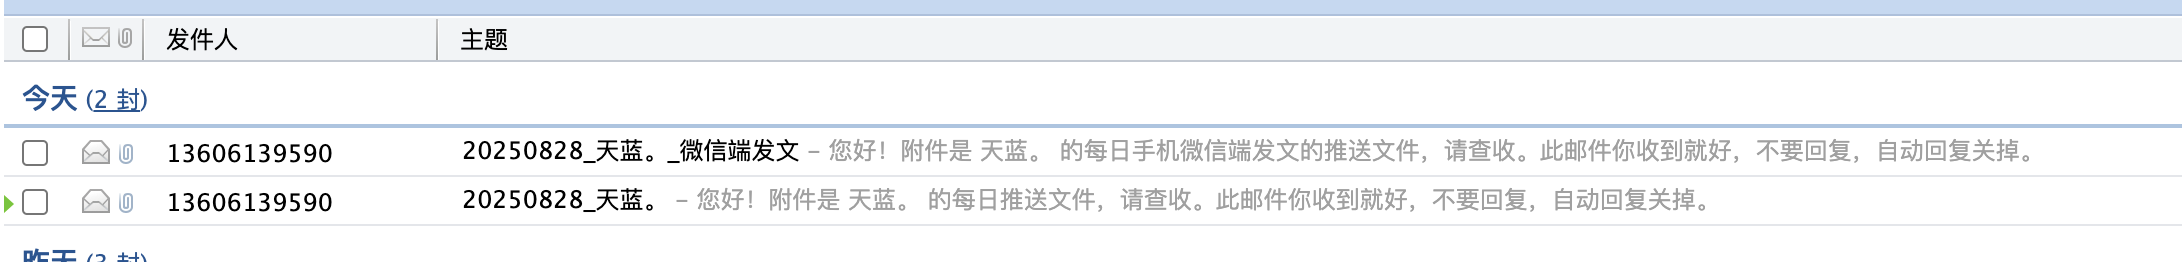 发件人 主题
今天 (2 封)
13606139590 20250828_天蓝。_微信端发文 – 您好！附件是 天蓝。 的每日手机微信端发文的推送文件，请查收。此邮件你收到就好，不要回复，自动回复关掉。
13606139590 20250828_天蓝。 – 您好！附件是 天蓝。 的每日推送文件，请查收。此邮件你收到就好，不要回复，自动回复关掉。
昨天 (3 封)